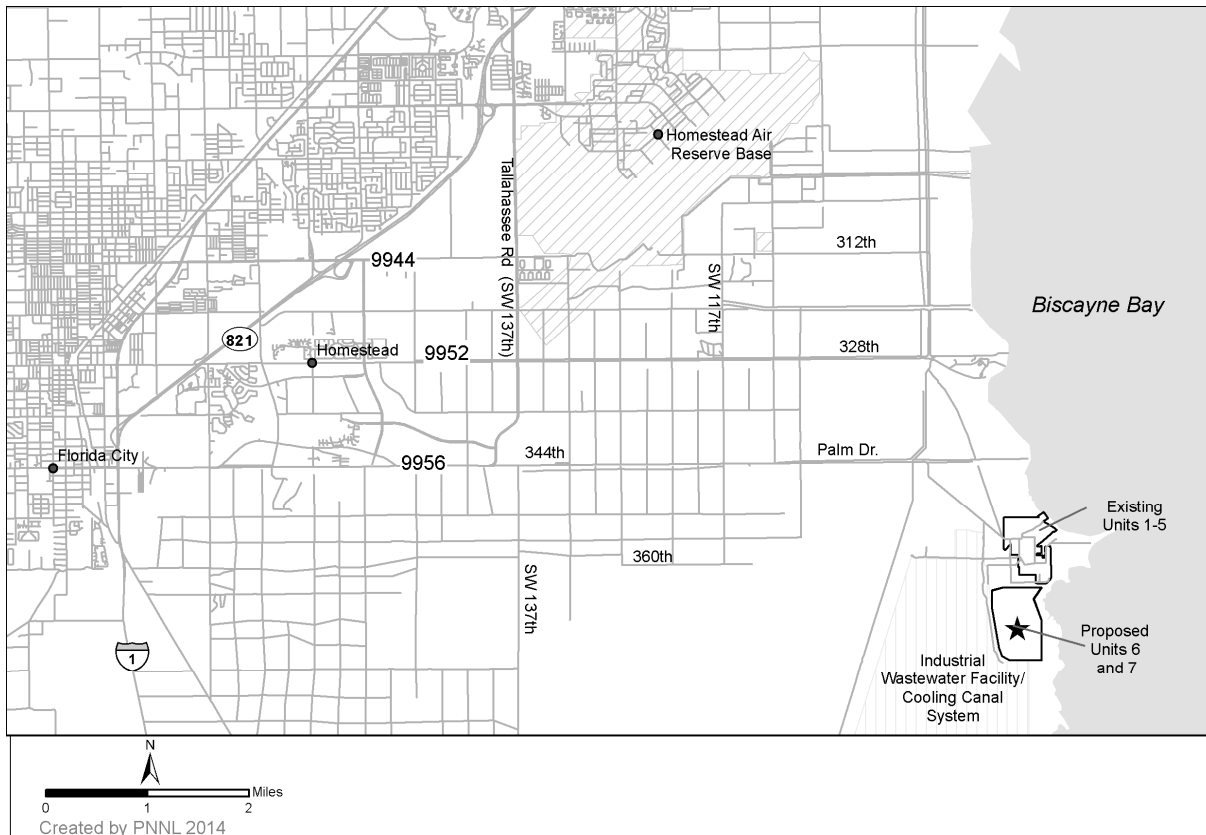 Homestead Air
Reserve Base
Tallahassee Rd (SW 137th)
312th
9944
SW 117th
Biscayne Bay
821
Homestead
9952
328th
Florida City
9956
344th
Palm Dr.
Existing
Units 1-5
360th
SW 137th
Proposed
Units 6
and 7
1
Industrial
Wastewater Facility/
Cooling Canal
System
N
Miles
0 1 2
Created by PNNL 2014